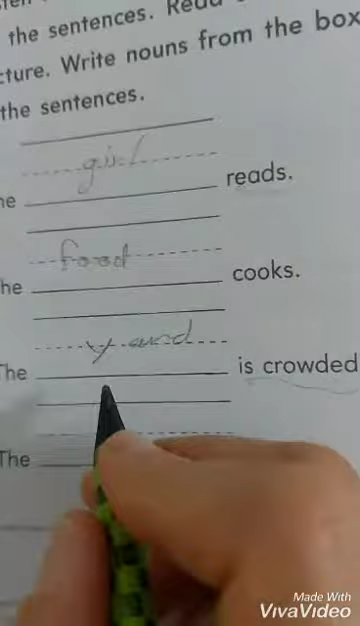 the sentences. Read
cture. Write nouns from the box
the sentences.
girl
he reads.
food
he cooks.
yard
The is crowded
The
Made With
VivaVideo